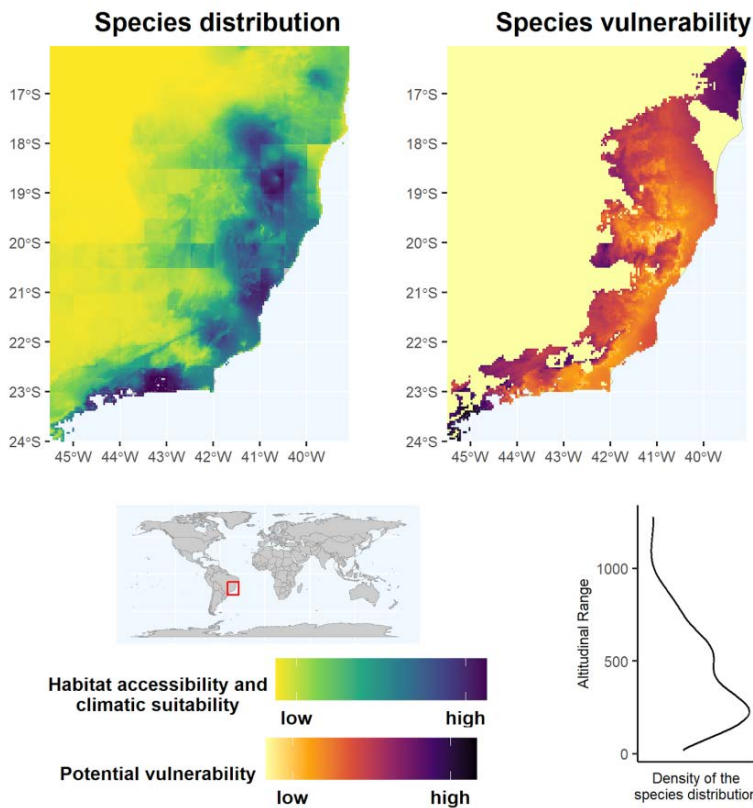 Species distribution
Species vulnerability
17°S
18°S
19°S
20°S
21°S
22°S
23°S
24°S
45°W 44°W 43°W 42°W 41°W 40°W
17°S
18°S
19°S
20°S
21°S
22°S
23°S
24°S
45°W 44°W 43°W 42°W 41°W 40°W
Habitat accessibility and
climatic suitability
low high
Potential vulnerability
low high
Altitudinal Range
1000
500
0
Density of the
species distribution